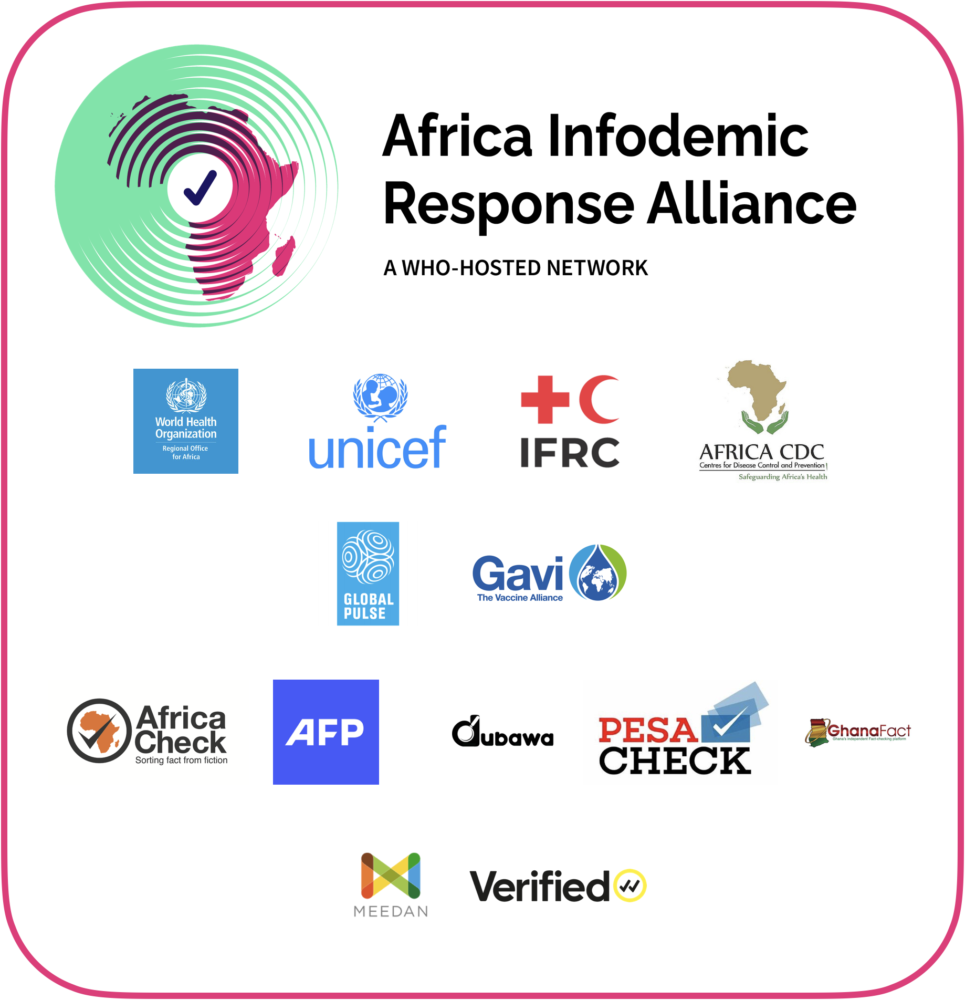 Africa Infodemic
Response Alliance
A WHO-HOSTED NETWORK
World Health
Organization
Regional Office
for Africa
unicef
IFRC
AFRICA CDC
Centres for Disease Control and Prevention
Safeguarding Africa's Health
GLOBAL
PULSE
Gavi
The Vaccine Alliance
Africa
Check
Sorting fact from fiction
AFP
dubawa
PESA
CHECK
GhanaFact
Ghana's Independent Fact-checking platform
MEEDAN
Verified